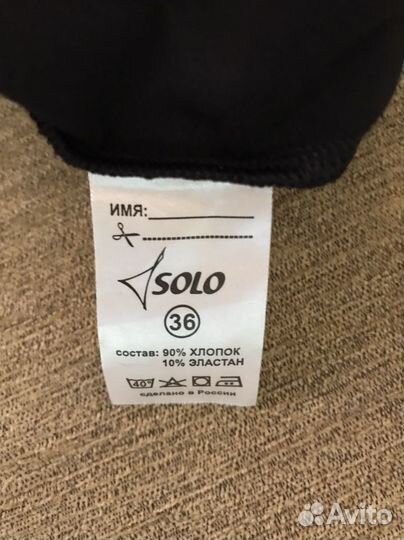 ИМЯ:
SOLO
36
состав: 90% ХЛОПОК
10% ЭЛАСТАН
40°
сделано в России
Avito